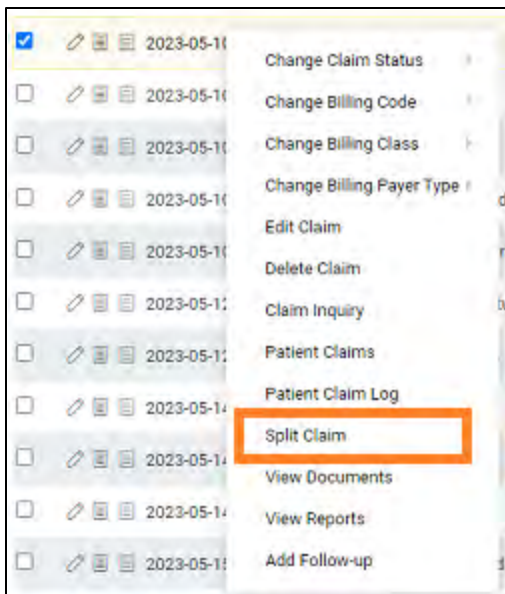 2023-05-10
Change Claim Status
2023-05-10
Change Billing Code
2023-05-10
Change Billing Class
2023-05-10
Change Billing Payer Type
Edit Claim
2023-05-10
Delete Claim
2023-05-12
Claim Inquiry
2023-05-12
Patient Claims
2023-05-14
Patient Claim Log
Split Claim
2023-05-14
View Documents
2023-05-14
View Reports
2023-05-15
Add Follow-up